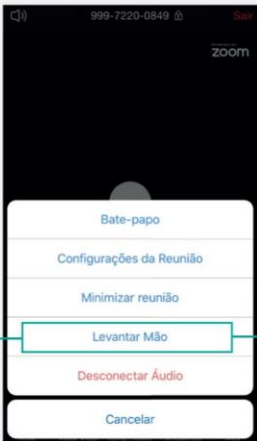 999-7220-0849
Sair
zoom
Bate-papo
Configurações da Reunião
Minimizar reunião
Levantar Mão
Desconectar Áudio
Cancelar